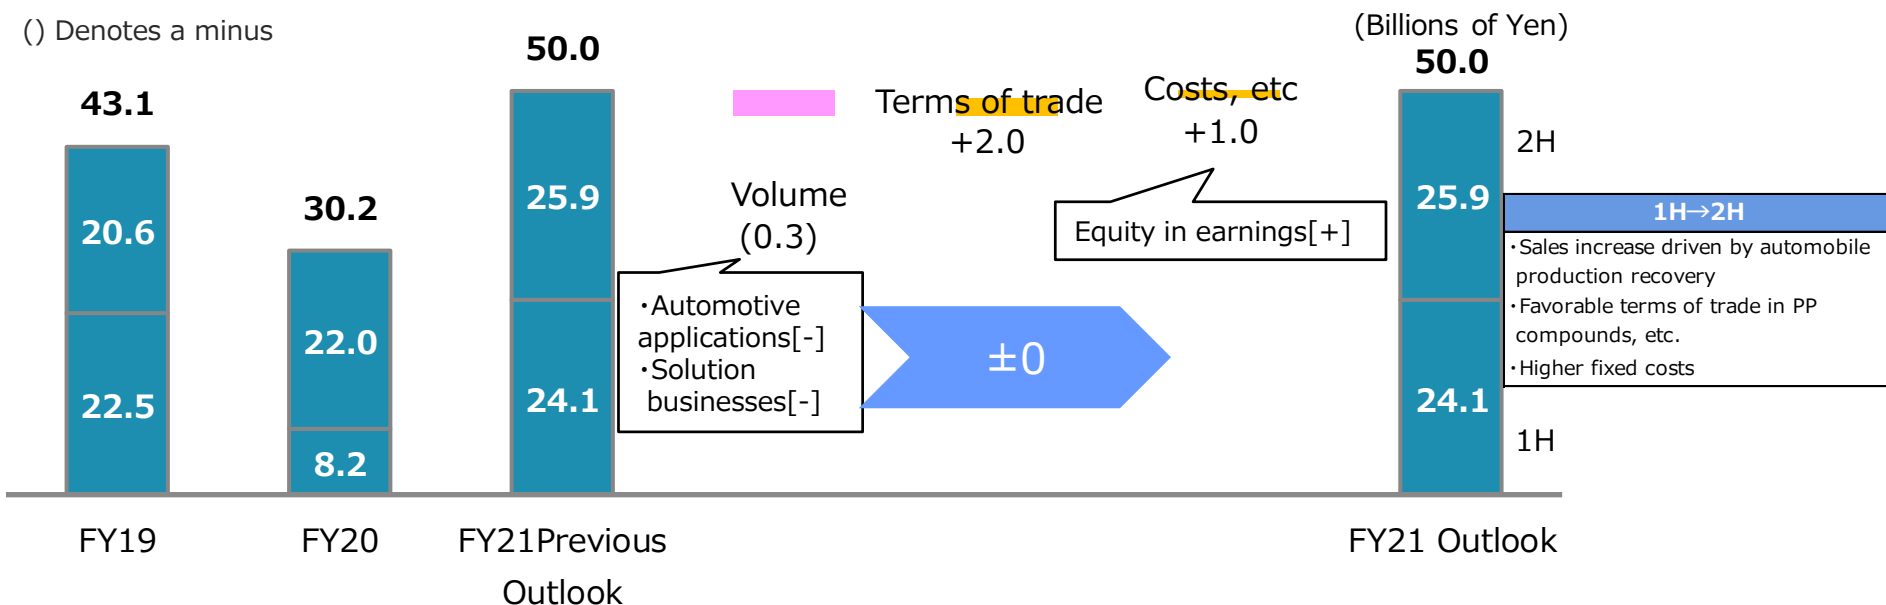 () Denotes a minus
(Billions of Yen)
43.1
20.6
22.5
30.2
22.0
8.2
50.0
25.9
24.1
Volume
(0.3)
・Automotive
applications[-]
・Solution
businesses[-]
Terms of trade
+2.0
±0
Costs, etc
+1.0
Equity in earnings[+]
50.0
25.9
24.1
2H
1H
1H→2H
・Sales increase driven by automobile
production recovery
・Favorable terms of trade in PP
compounds, etc.
・Higher fixed costs
FY19
FY20
FY21Previous
Outlook
FY21 Outlook